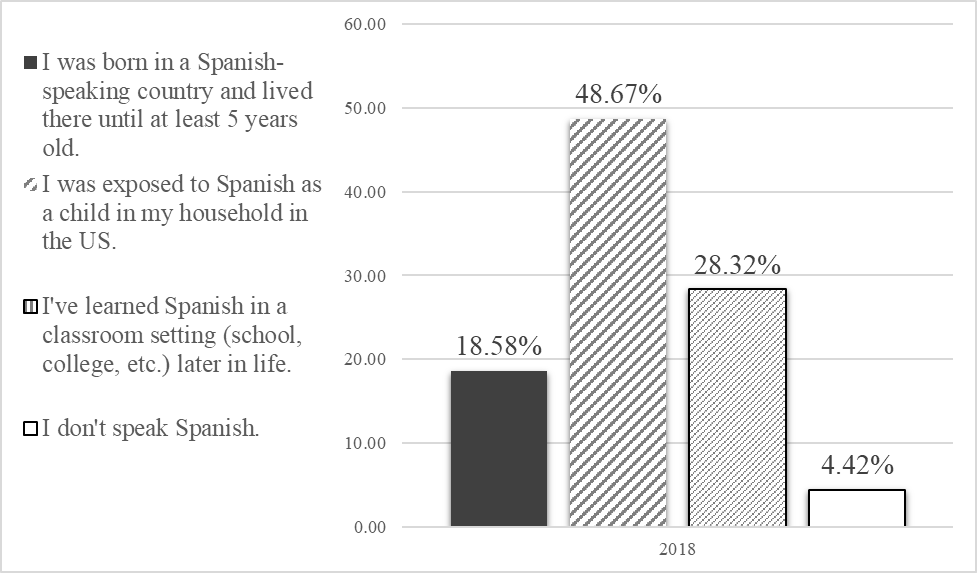 I was born in a Spanish-
speaking country and lived
there until at least 5 years
old.
I was exposed to Spanish as
a child in my household in
the US.
I've learned Spanish in a
classroom setting (school,
college, etc.) later in life.
I don't speak Spanish.
60.00
50.00
40.00
30.00
20.00
10.00
0.00
18.58%
48.67%
28.32%
4.42%
2018